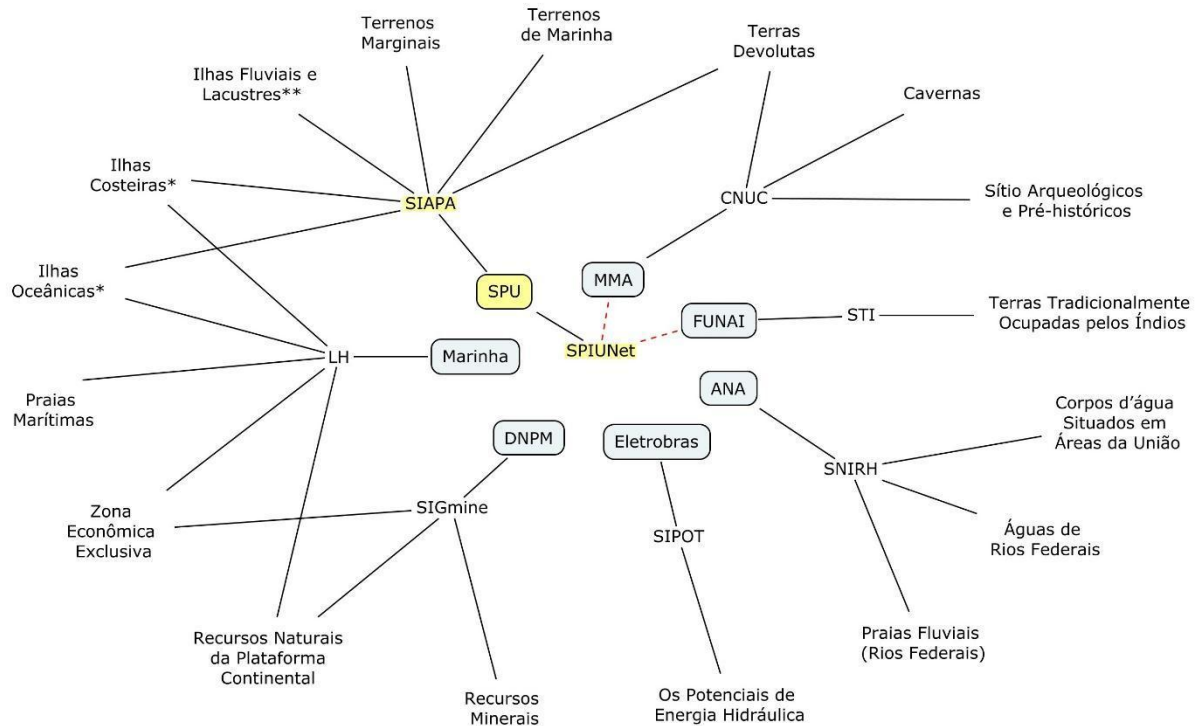 Terrenos
Marginais
Terrenos
de Marinha
Terras
Devolutas
Ilhas Fluviais e
Lacustres**
Cavernas
Ilhas
Costeiras*
SIAPA
CNUC
Sítio Arqueológicos
e Pré-históricos
Ilhas
Oceânicas*
SPU
MMA
FUNAI
STI
Terras Tradicionalmente
Ocupadas pelos Índios
SPIUNet
LH
Marinha
ANA
Praias
Marítimas
DNPM
Eletrobras
Corpos d’água
Situados em
Áreas da União
SNIRH
Zona
Econômica
Exclusiva
SIGmine
SIPOT
Águas de
Rios Federais
Recursos Naturais
da Plataforma
Continental
Praias Fluviais
(Rios Federais)
Recursos
Minerais
Os Potenciais de
Energia Hidráulica